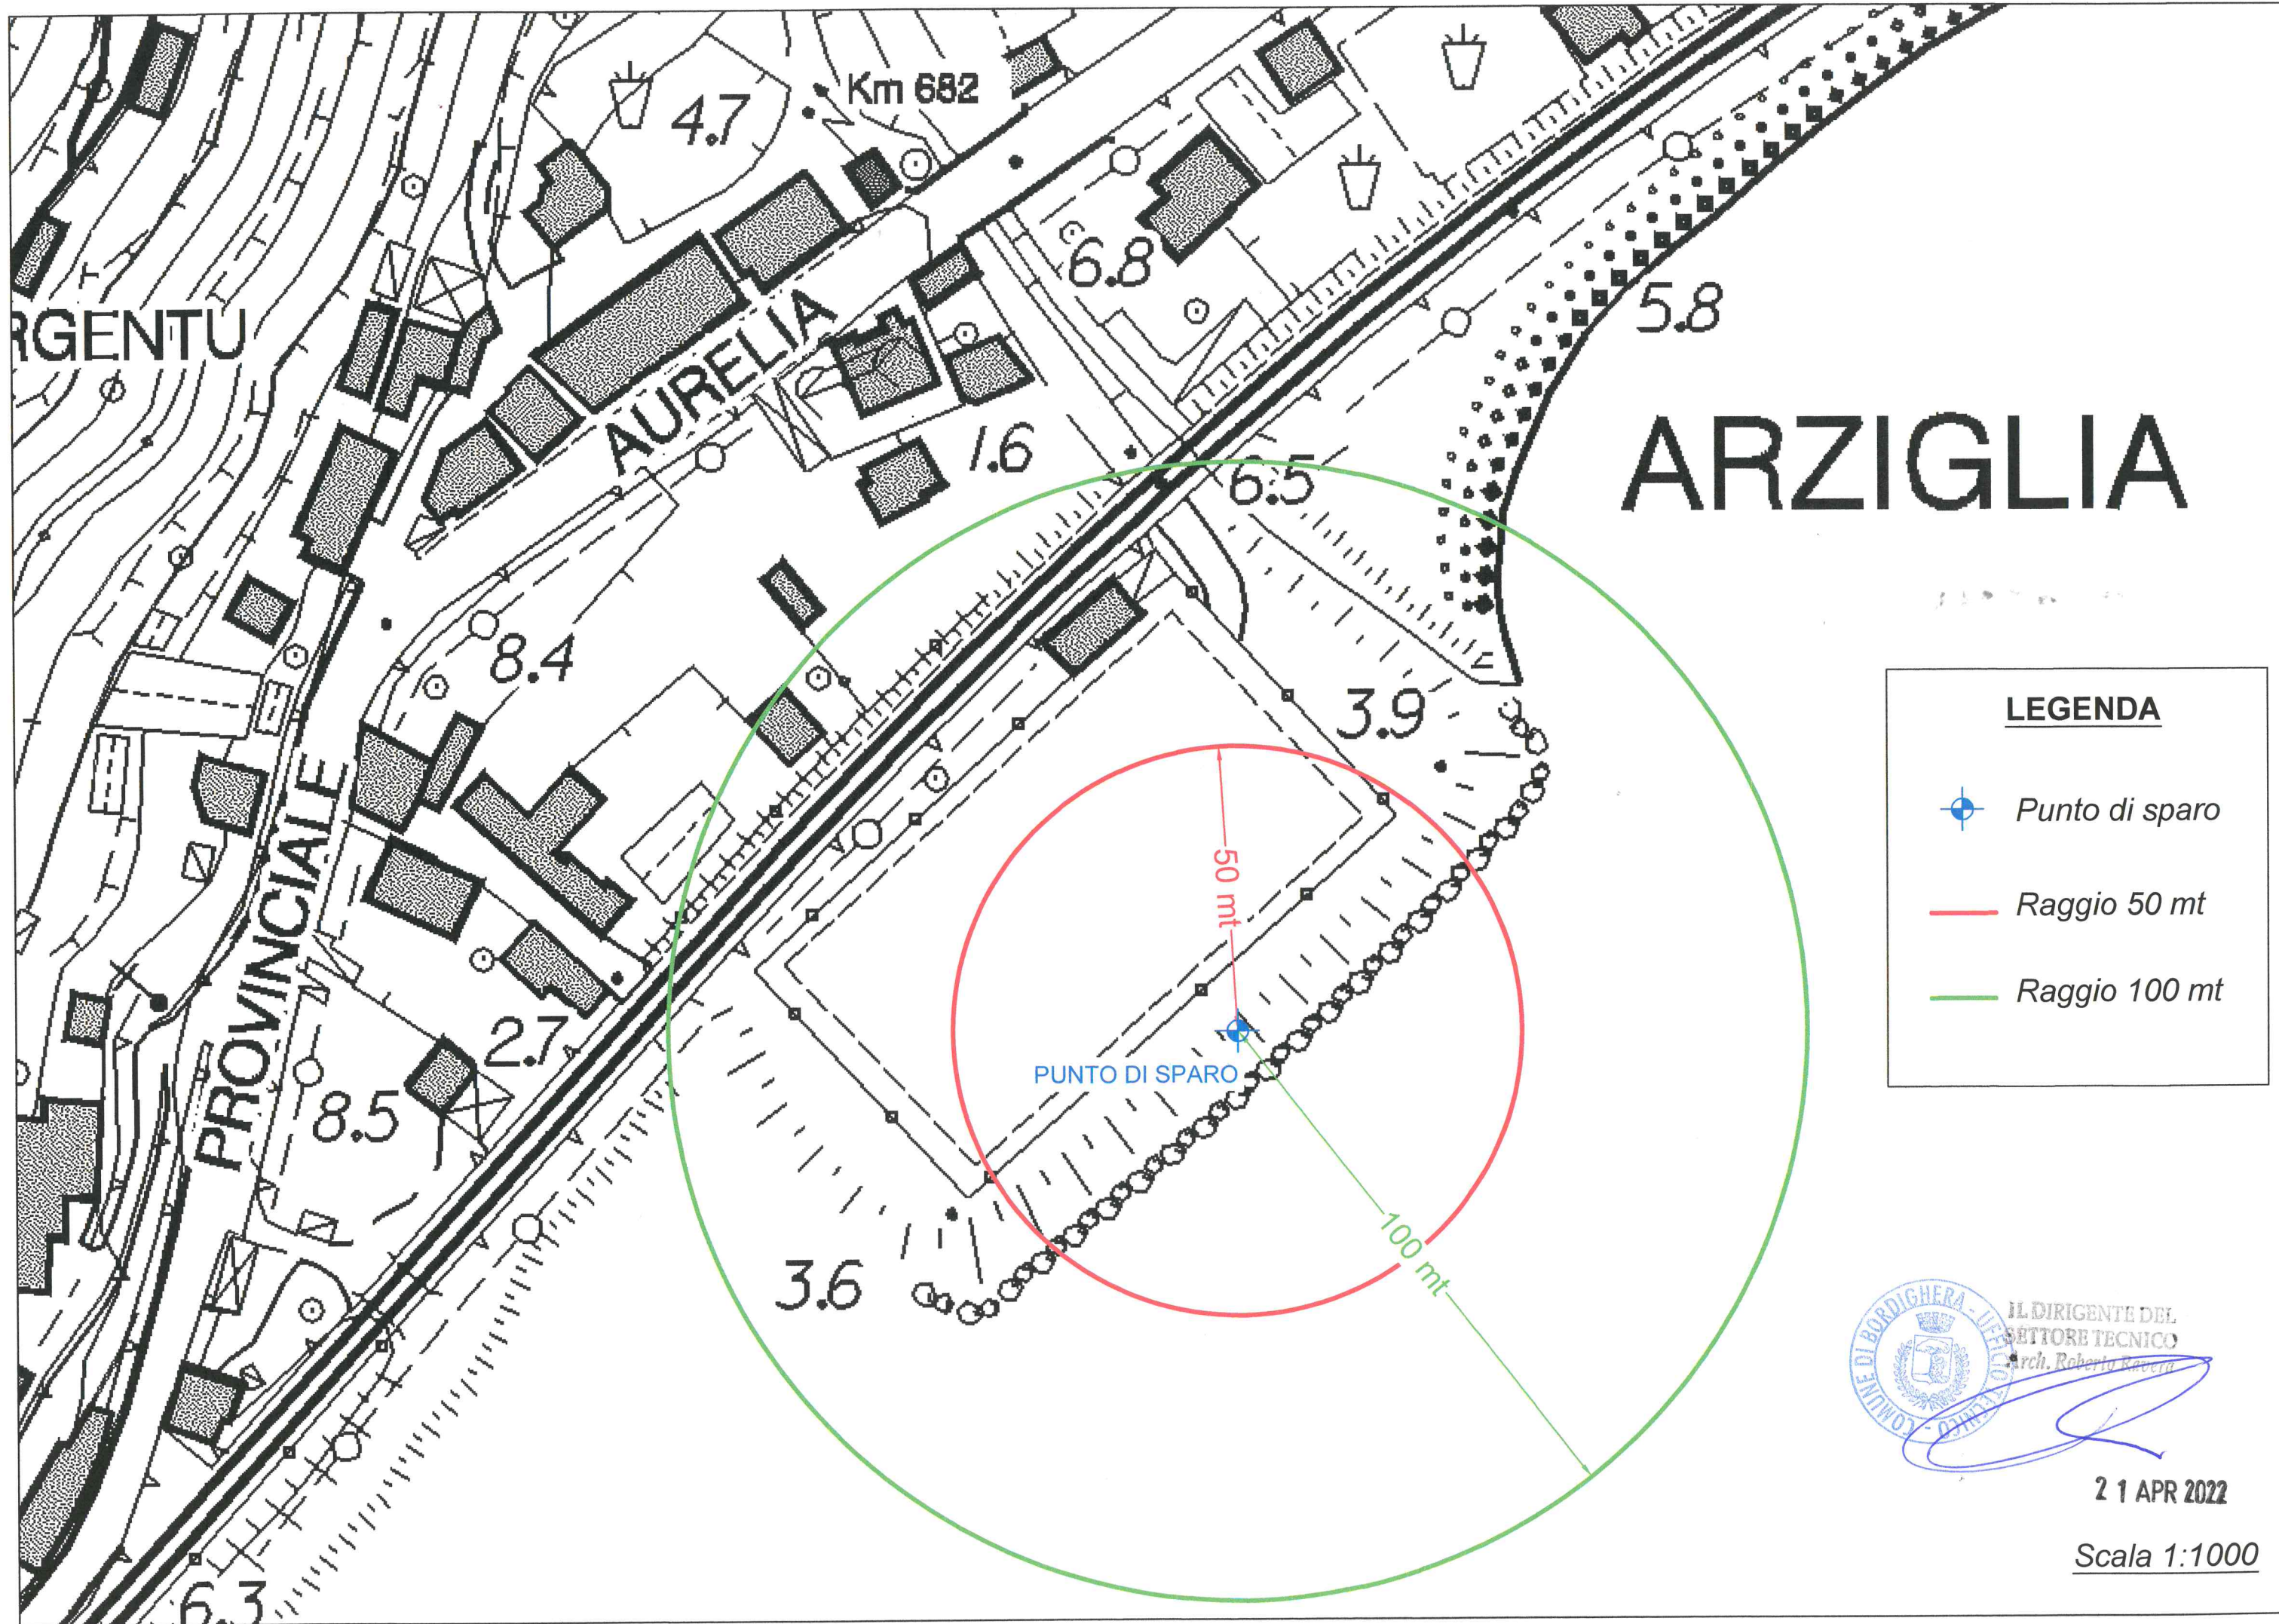 Km 682
4.7
6.8
5.8
RGENTU
AURELIA
1.6
6.5
ARZIGLIA
8.4
3.9
LEGENDA
Punto di sparo
Raggio 50 mt
Raggio 100 mt
50 mt
PROVINCIALE
2.7
8.5
PUNTO DI SPARO
100 mt
3.6
COMUNE DI BORDIGHERA - UFFICIO TECNICO -
IL DIRIGENTE DEL
SETTORE TECNICO
Arch. Roberto Ravera
21 APR 2022
Scala 1:1000
6.3